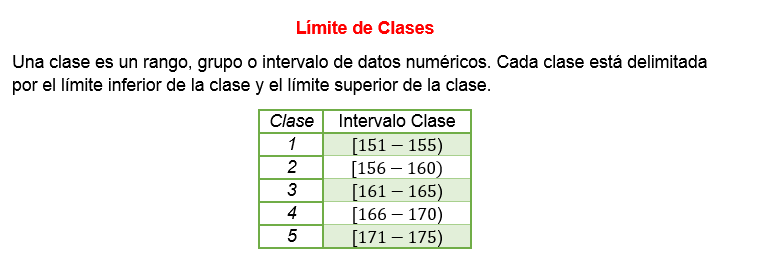 Límite de Clases
Una clase es un rango, grupo o intervalo de datos numéricos. Cada clase está delimitada
por el límite inferior de la clase y el límite superior de la clase.
Clase Intervalo Clase
1 [151 − 155)
2 [156 − 160)
3 [161 − 165)
4 [166 − 170)
5 [171 − 175)